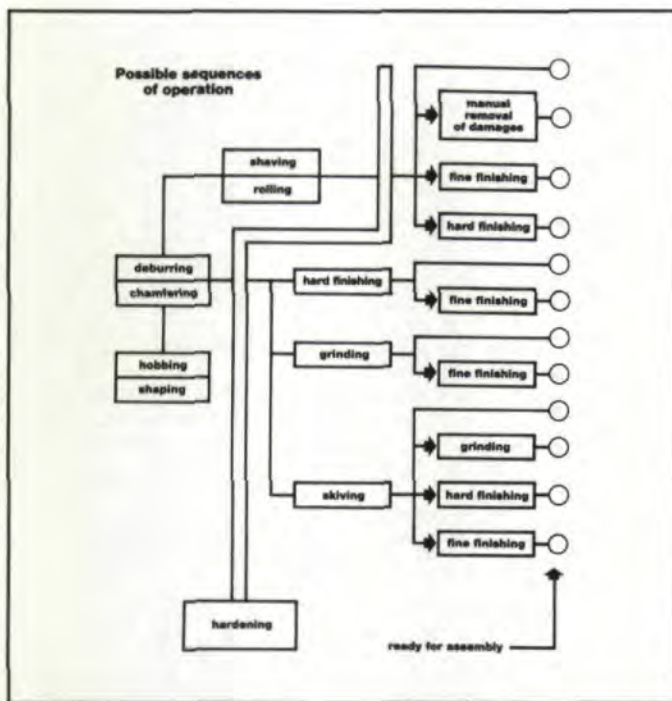 Possible sequences
of operation
manual
removal
of damages
shaving
rolling
fine finishing
hard finishing
deburring
chamfering
hard finishing
fine finishing
hobbing
shaping
grinding
fine finishing
grinding
skiving
hard finishing
fine finishing
hardening
ready for assembly